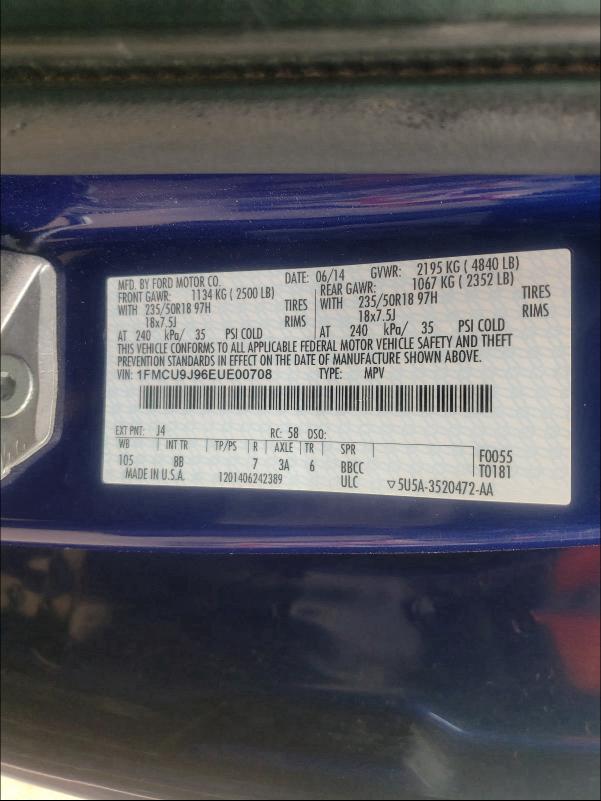 MFD. BY FORD MOTOR CO. DATE: 06/14 GVWR: 2195 KG ( 4840 LB)
FRONT GAWR: 1134 KG ( 2500 LB) REAR GAWR: 1067 KG ( 2352 LB)
WITH 235/50R18 97H TIRES WITH 235/50R18 97H TIRES
18x7.5J RIMS 18x7.5J RIMS
AT 240 kPa/ 35 PSI COLD AT 240 kPa/ 35 PSI COLD
THIS VEHICLE CONFORMS TO ALL APPLICABLE FEDERAL MOTOR VEHICLE SAFETY AND THEFT
PREVENTION STANDARDS IN EFFECT ON THE DATE OF MANUFACTURE SHOWN ABOVE.
VIN: 1FMCU9J96EUE00708 TYPE: MPV
EXT PNT: J4 RC: 58 DSO:
WB INT TR TP/PS R AXLE TR SPR F0055
105 8B 7 3A 6 BBCC T0181
MADE IN U.S.A. 1201406242389 ULC ▽5U5A-3520472-AA